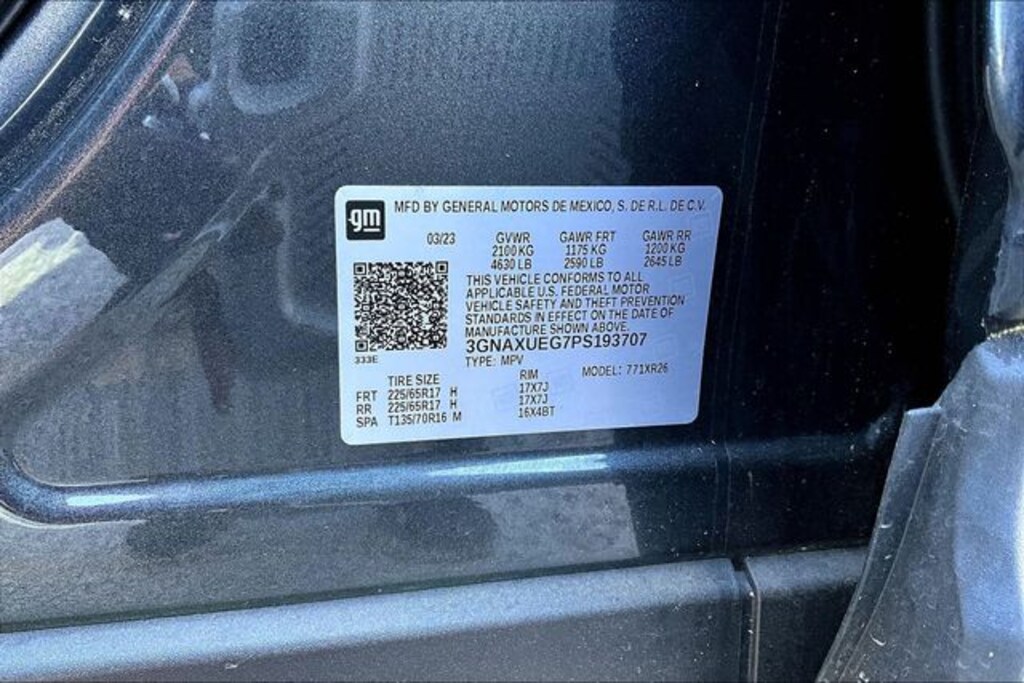 gm
MFD BY GENERAL MOTORS DE MEXICO, S. DE R.L. DE C.V.
03/23 GVWR GAWR FRT GAWR RR
2100 KG 1175 KG 1200 KG
4630 LB 2590 LB 2645 LB
THIS VEHICLE CONFORMS TO ALL
APPLICABLE U.S. FEDERAL MOTOR
VEHICLE SAFETY AND THEFT PREVENTION
STANDARDS IN EFFECT ON THE DATE OF
MANUFACTURE SHOWN ABOVE.
333E
3GNAXUEG7PS193707
TYPE: MPV
MODEL: 771XR26
TIRE SIZE RIM
FRT 225/65R17 H 17X7J
RR 225/65R17 H 17X7J
SPA T135/70R16 M 16X4BT